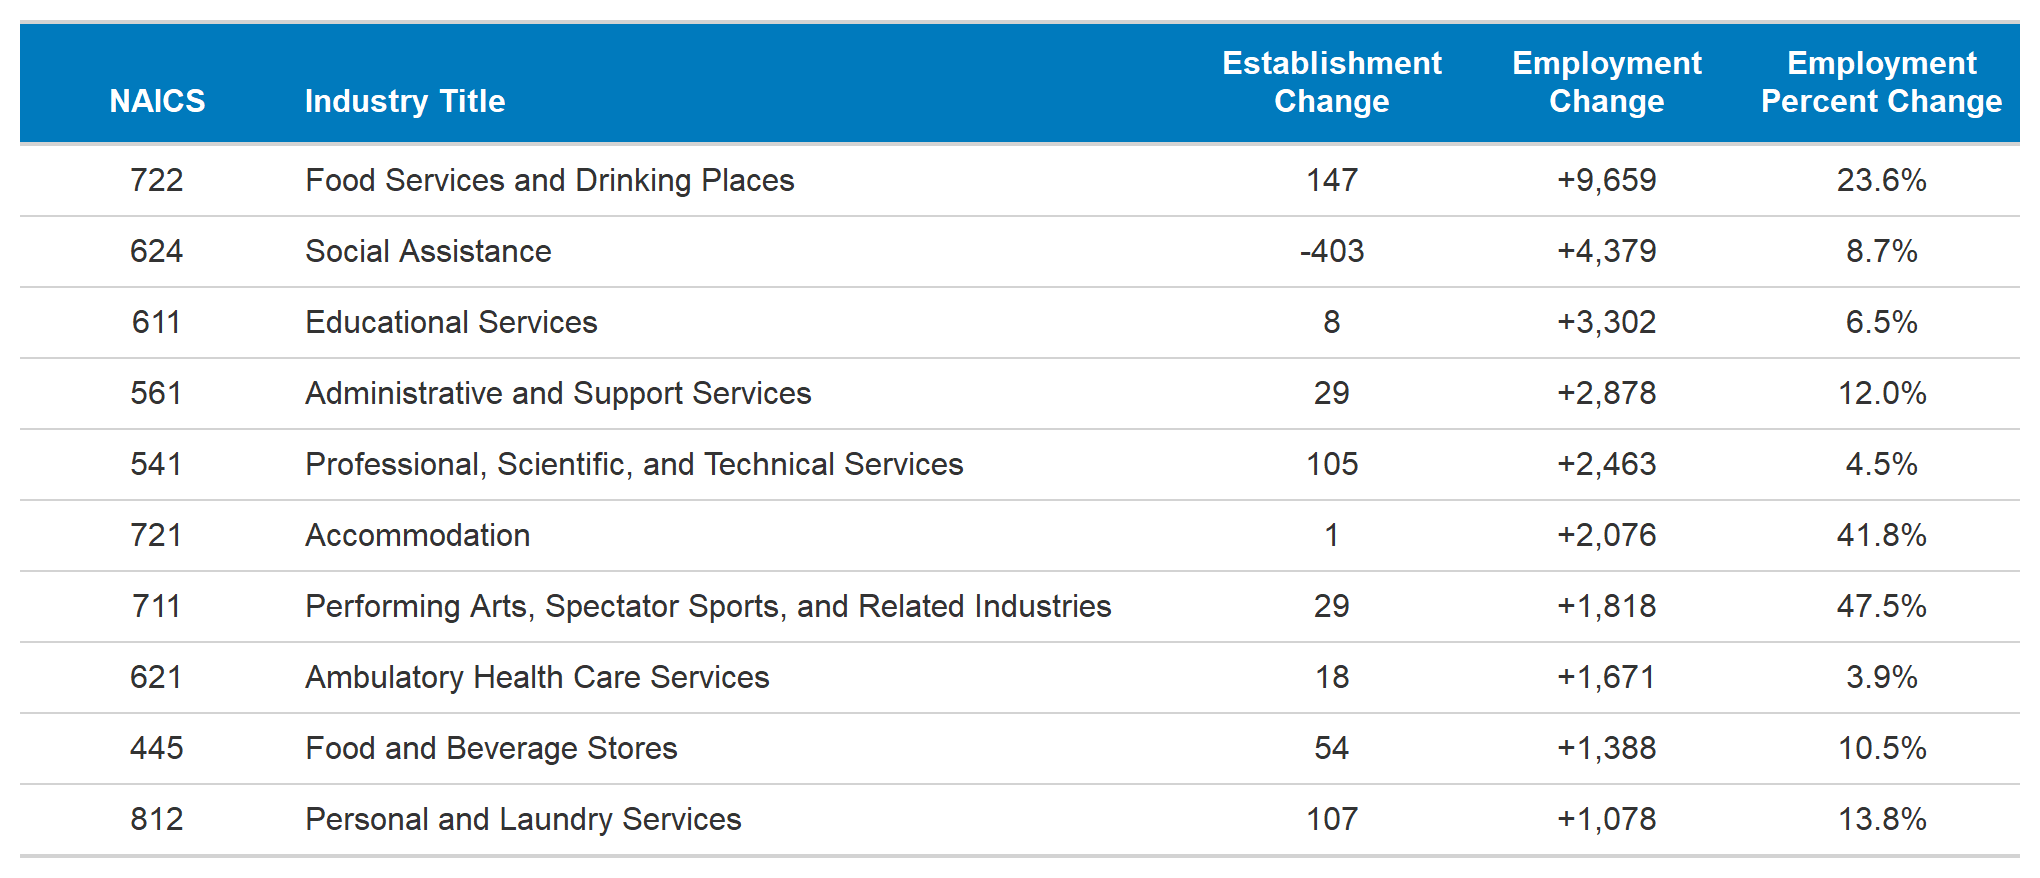 NAICS Industry Title Establishment Change Employment Change Employment Percent Change
722 Food Services and Drinking Places 147 +9,659 23.6%
624 Social Assistance -403 +4,379 8.7%
611 Educational Services 8 +3,302 6.5%
561 Administrative and Support Services 29 +2,878 12.0%
541 Professional, Scientific, and Technical Services 105 +2,463 4.5%
721 Accommodation 1 +2,076 41.8%
711 Performing Arts, Spectator Sports, and Related Industries 29 +1,818 47.5%
621 Ambulatory Health Care Services 18 +1,671 3.9%
445 Food and Beverage Stores 54 +1,388 10.5%
812 Personal and Laundry Services 107 +1,078 13.8%